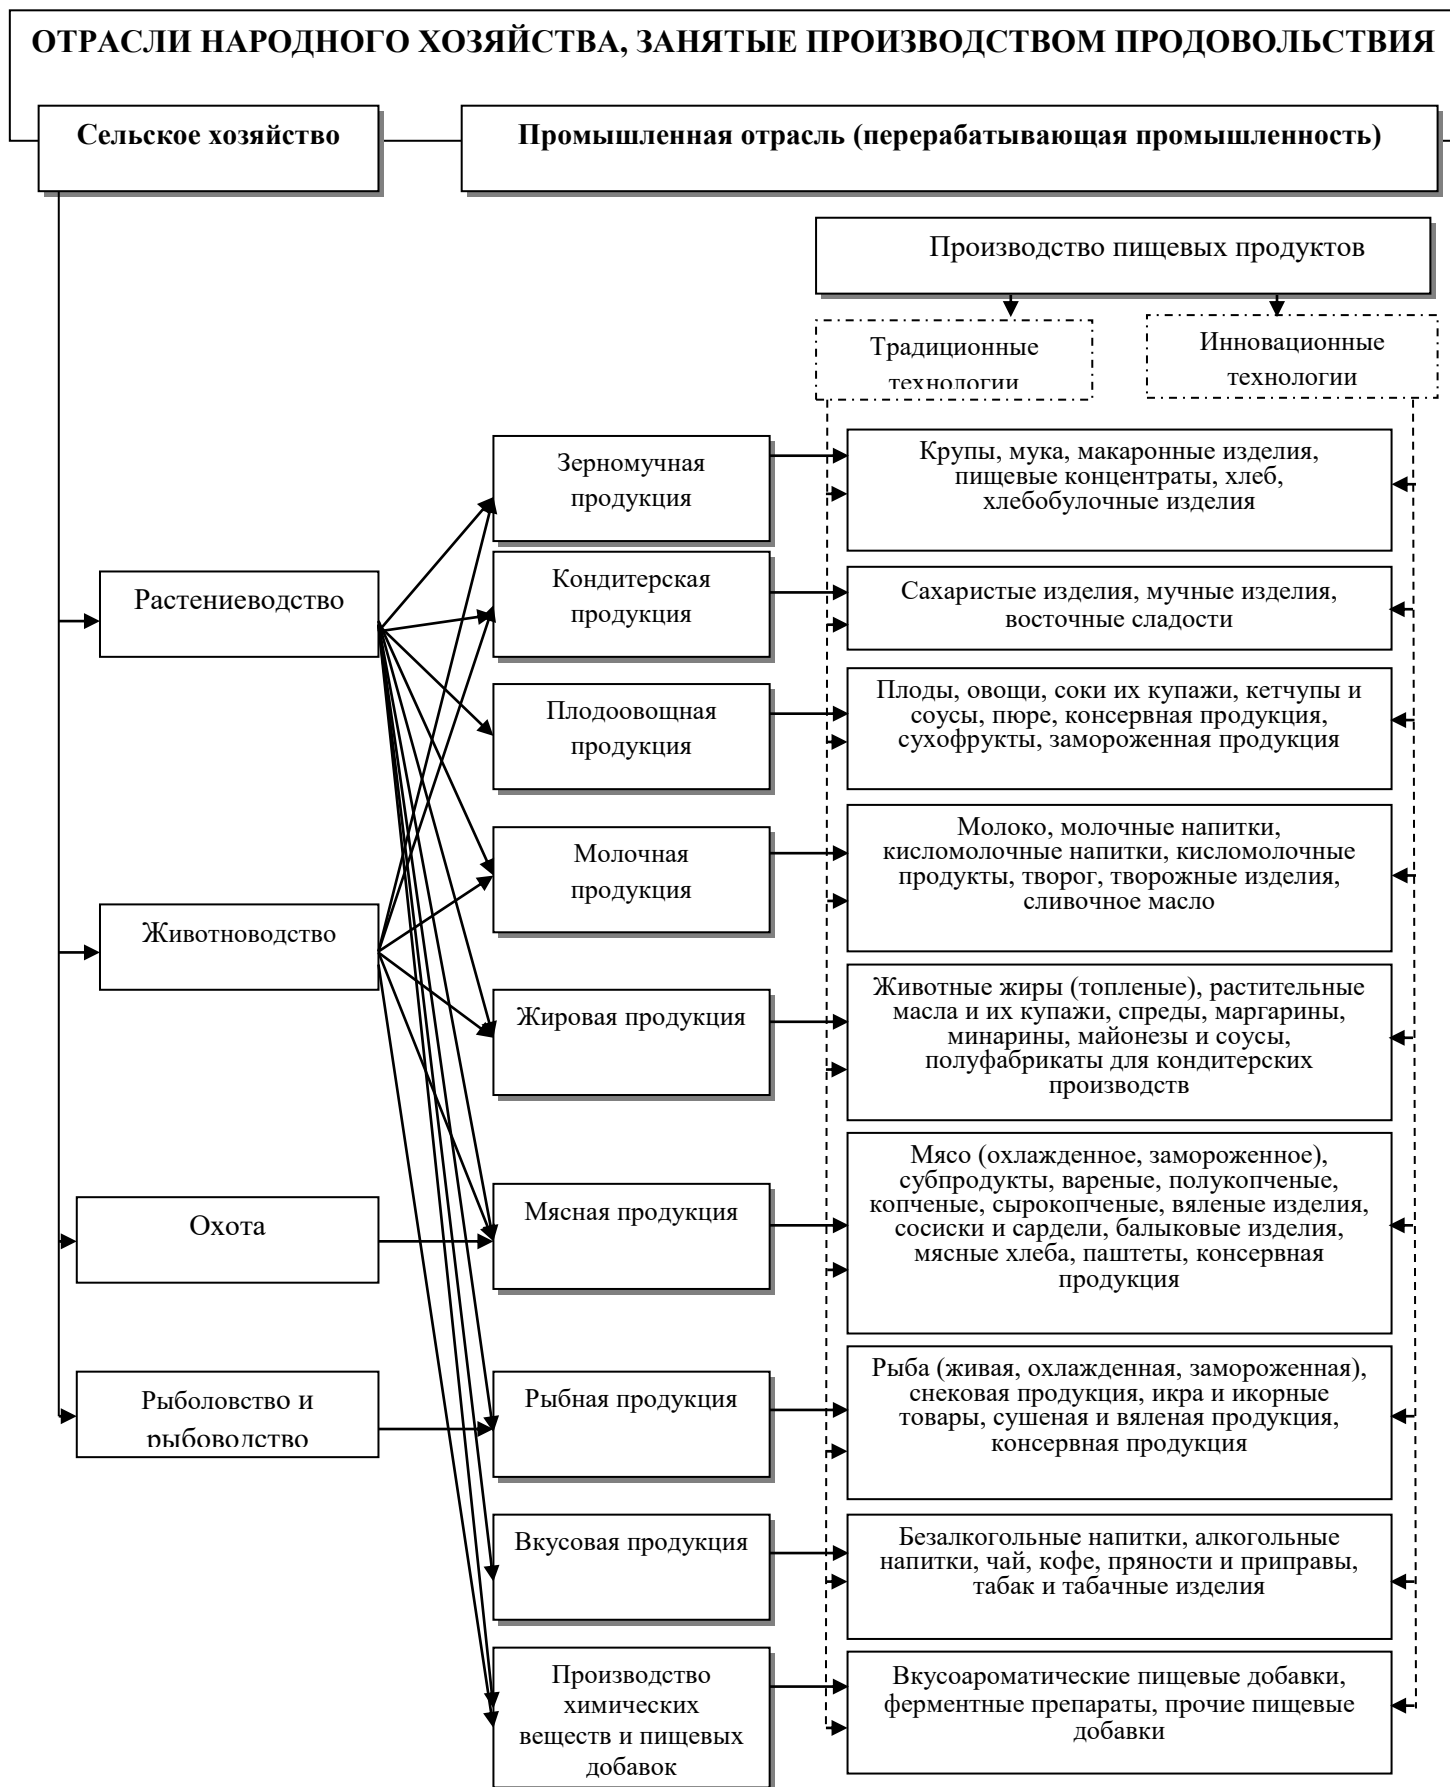 ОТРАСЛИ НАРОДНОГО ХОЗЯЙСТВА, ЗАНЯТЫЕ ПРОИЗВОДСТВОМ ПРОДОВОЛЬСТВИЯ
Сельское хозяйство
Промышленная отрасль (перерабатывающая промышленность)
Производство пищевых продуктов
Традиционные
технологии
Инновационные
технологии
Зерномучная
продукция
Крупы, мука, макаронные изделия,
пищевые концентраты, хлеб,
хлебобулочные изделия
Растениеводство
Кондитерская
продукция
Сахаристые изделия, мучные изделия,
восточные сладости
Плодоовощная
продукция
Плоды, овощи, соки их купажи, кетчупы и
соусы, пюре, консервная продукция,
сухофрукты, замороженная продукция
Молочная
продукция
Молоко, молочные напитки,
кисломолочные напитки, кисломолочные
продукты, творог, творожные изделия,
сливочное масло
Животноводство
Жировая продукция
Животные жиры (топленые), растительные
масла и их купажи, спреды, маргарины,
минарины, майонезы и соусы,
полуфабрикаты для кондитерских
производств
Охота
Мясная продукция
Мясо (охлажденное, замороженное),
субпродукты, вареные, полукопченые,
копченые, сырокопченые, вяленые изделия,
сосиски и сардели, балыковые изделия,
мясные хлеба, паштеты, консервная
продукция
Рыболовство и
рыбоводство
Рыбная продукция
Рыба (живая, охлажденная, замороженная),
снековая продукция, икра и икорные
товары, сушеная и вяленая продукция,
консервная продукция
Вкусовая продукция
Безалкогольные напитки, алкогольные
напитки, чай, кофе, пряности и приправы,
табак и табачные изделия
Производство
химических
веществ и пищевых
добавок
Вкусоароматические пищевые добавки,
ферментные препараты, прочие пищевые
добавки